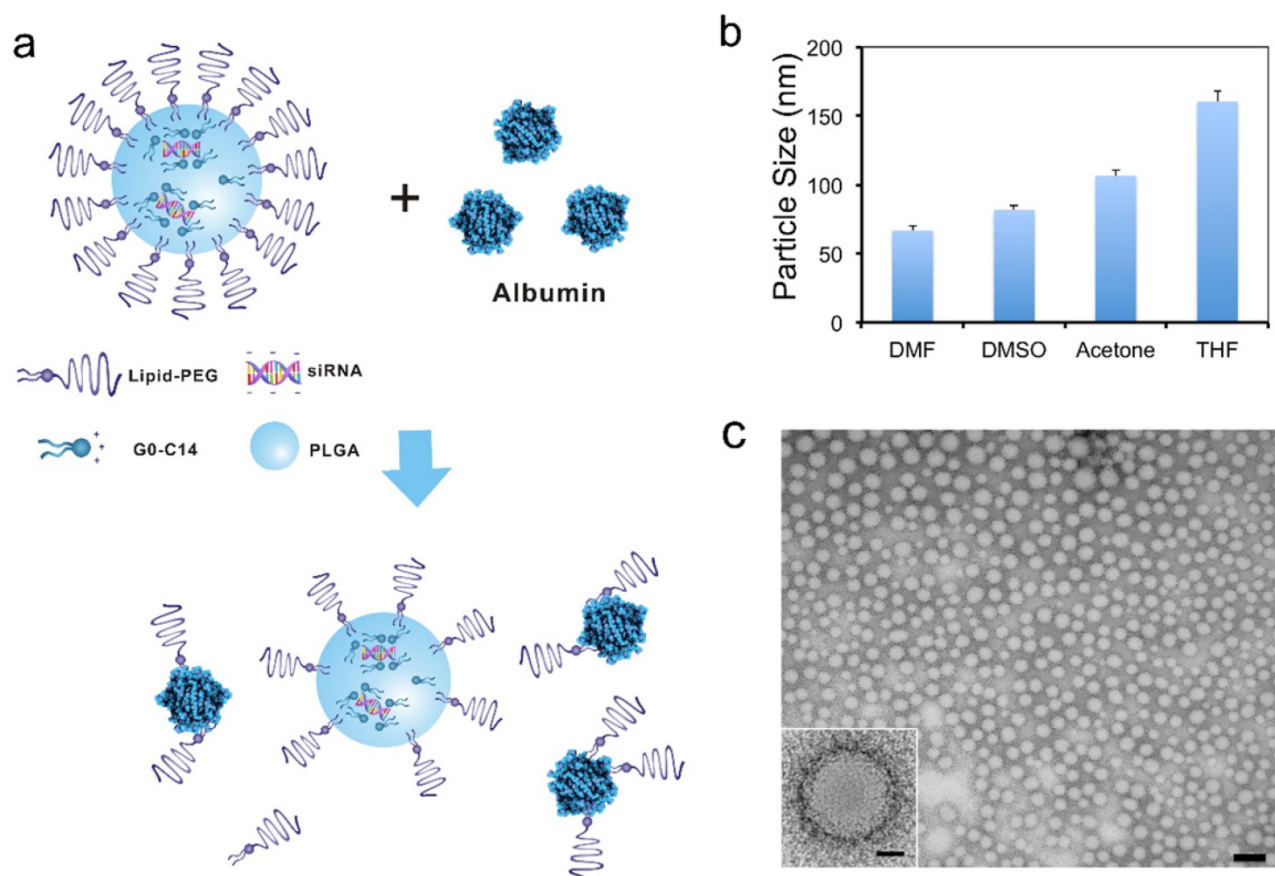 a
+
Albumin
Lipid-PEG
siRNA
G0-C14
PLGA
b
Particle Size (nm)
200
150
100
50
0
DMF DMSO Acetone THF
c